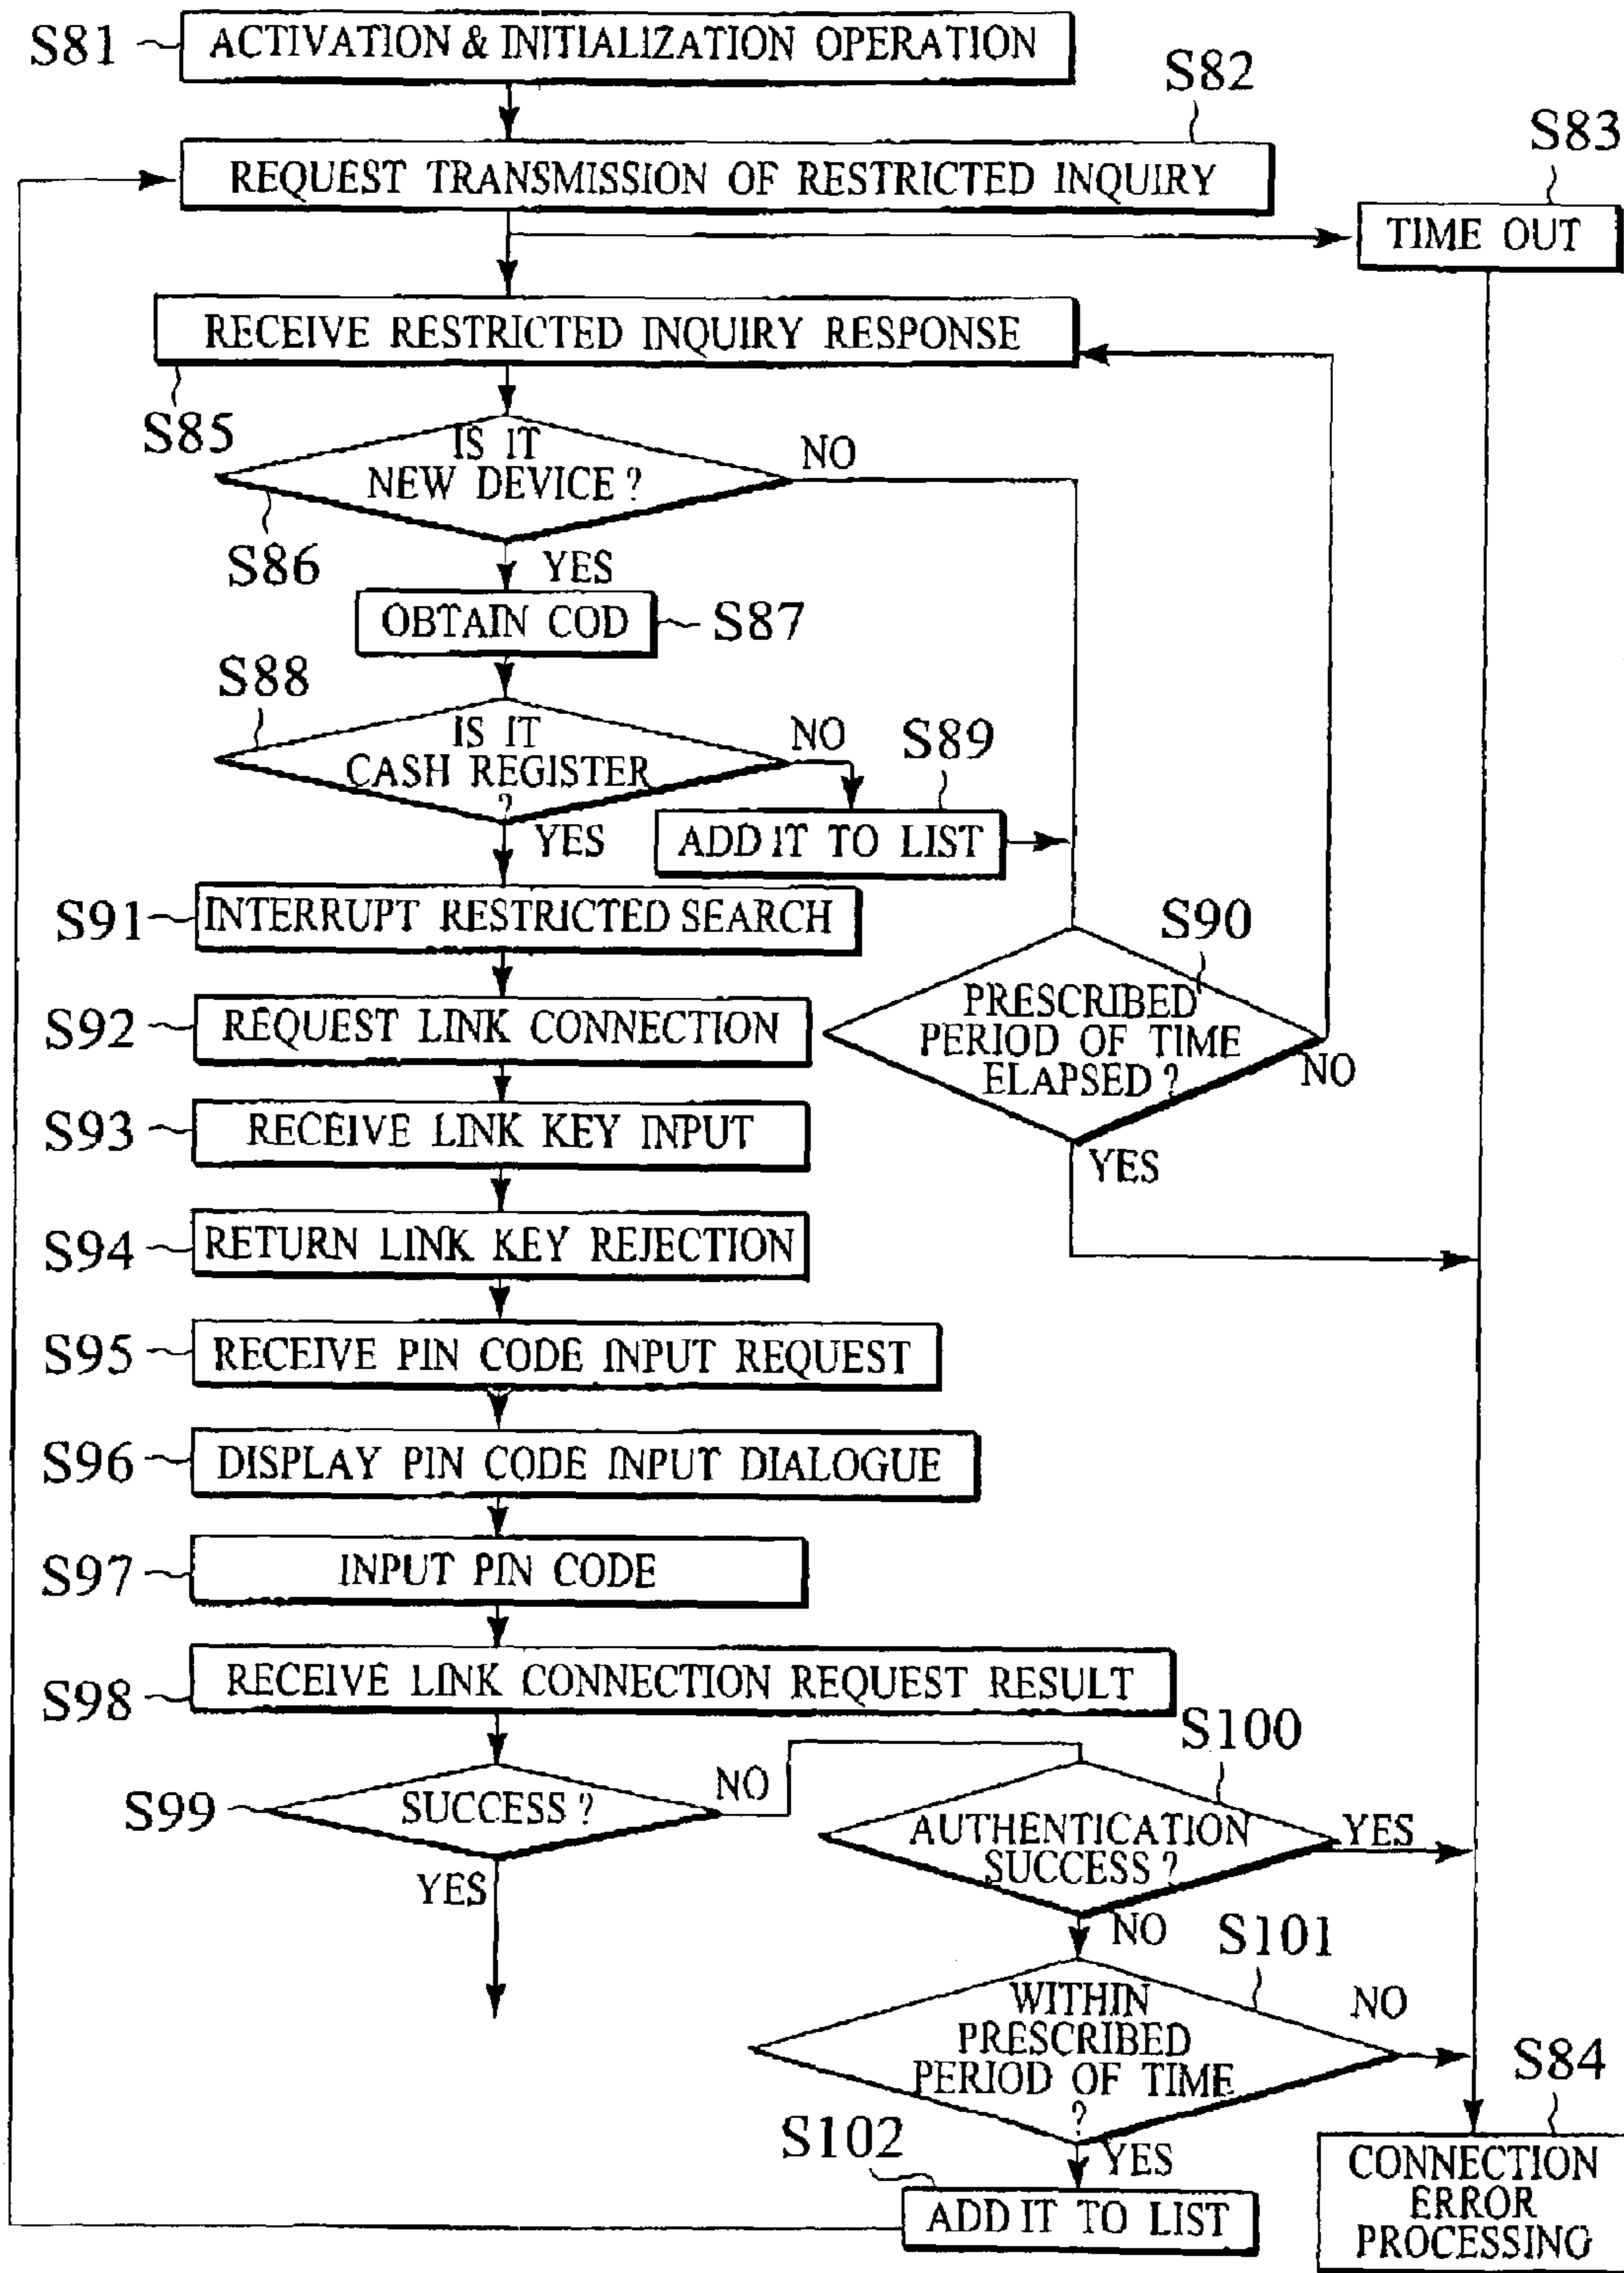 S81
ACTIVATION & INITIALIZATION OPERATION
S82
REQUEST TRANSMISSION OF RESTRICTED INQUIRY
S83
TIME OUT
RECEIVE RESTRICTED INQUIRY RESPONSE
S85
IS IT
NEW DEVICE ?
NO
S86
YES
OBTAIN COD
S87
S88
IS IT
CASH REGISTER
?
NO
S89
YES
ADD IT TO LIST
S91
INTERRUPT RESTRICTED SEARCH
S90
PRESCRIBED
PERIOD OF TIME
ELAPSED ?
NO
YES
S92
REQUEST LINK CONNECTION
S93
RECEIVE LINK KEY INPUT
S94
RETURN LINK KEY REJECTION
S95
RECEIVE PIN CODE INPUT REQUEST
S96
DISPLAY PIN CODE INPUT DIALOGUE
S97
INPUT PIN CODE
S98
RECEIVE LINK CONNECTION REQUEST RESULT
S99
SUCCESS ?
NO
YES
S100
AUTHENTICATION
SUCCESS ?
YES
NO
S101
WITHIN
PRESCRIBED
PERIOD OF TIME
?
NO
YES
S102
ADD IT TO LIST
S84
CONNECTION
ERROR
PROCESSING